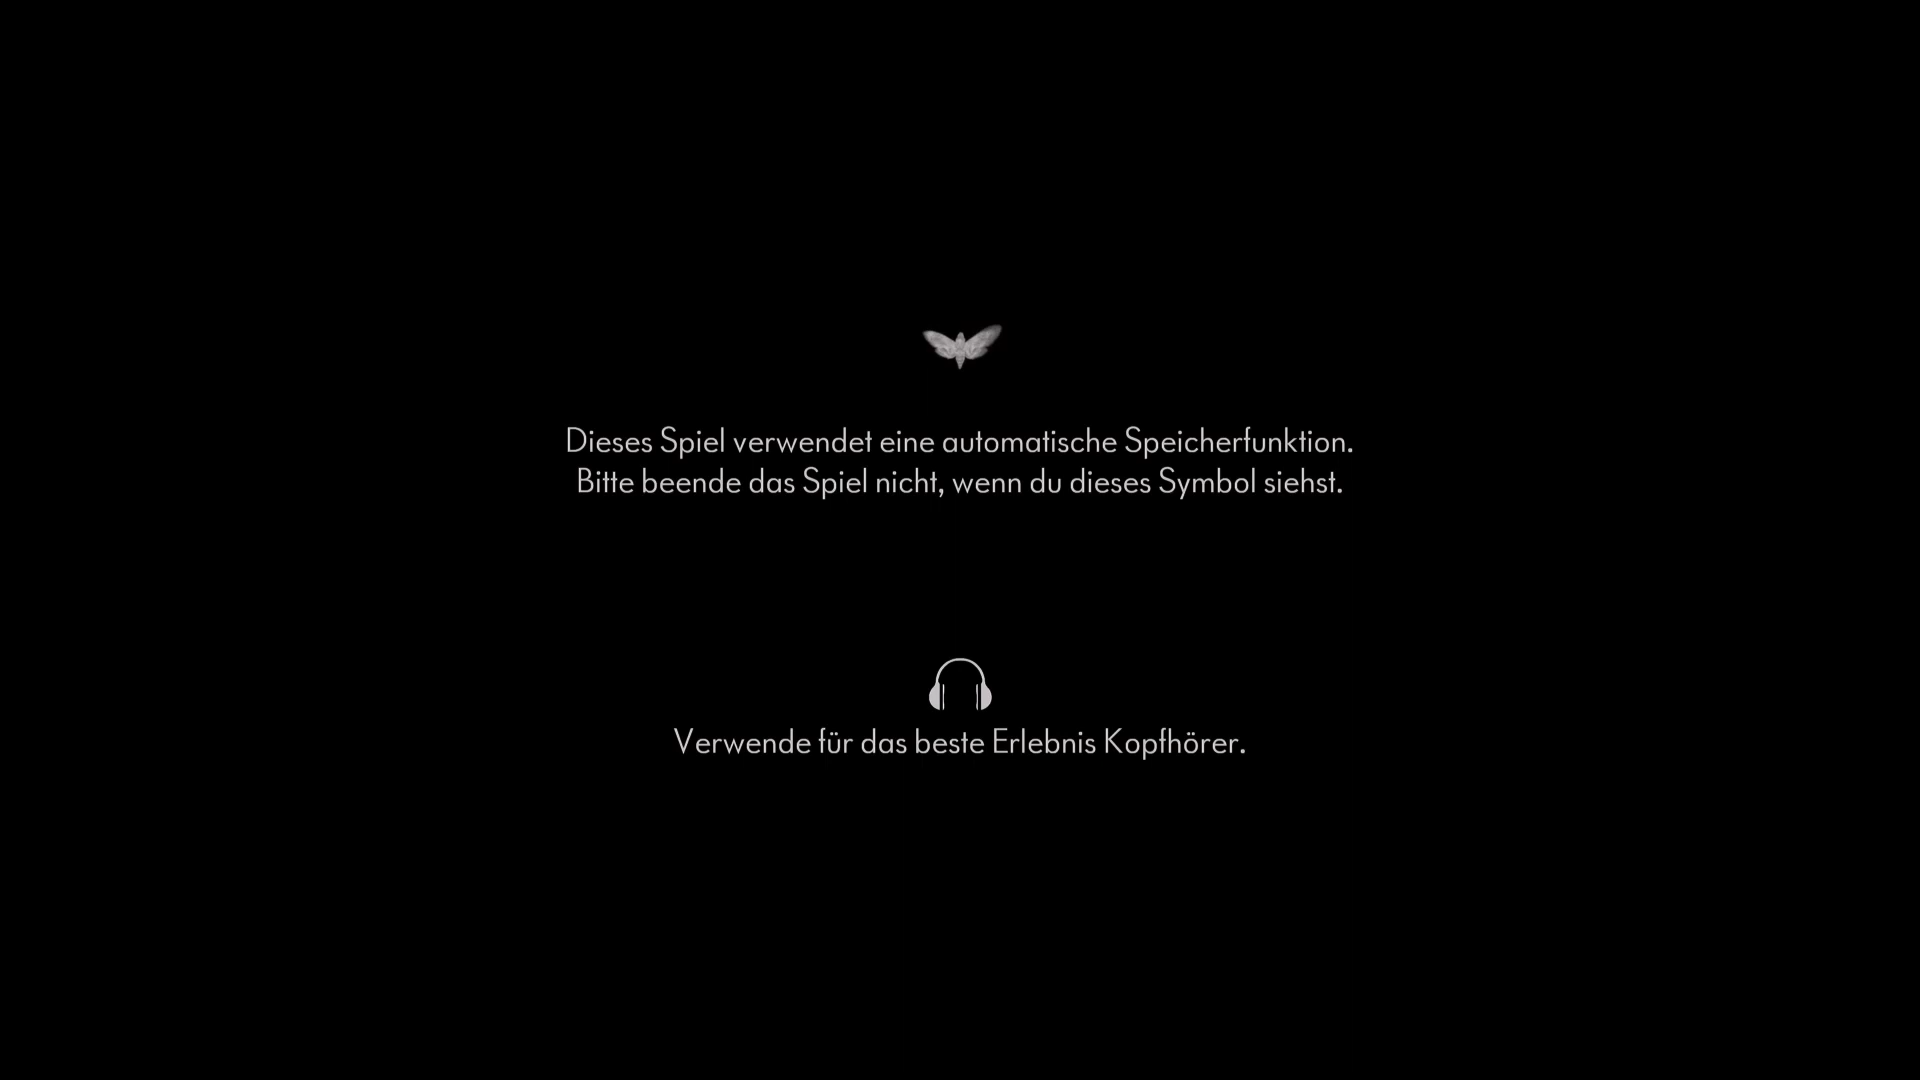 Dieses Spiel verwendet eine automatische Speicherfunktion.
Bitte beende das Spiel nicht, wenn du dieses Symbol siehst.
Verwende für das beste Erlebnis Kopfhörer.